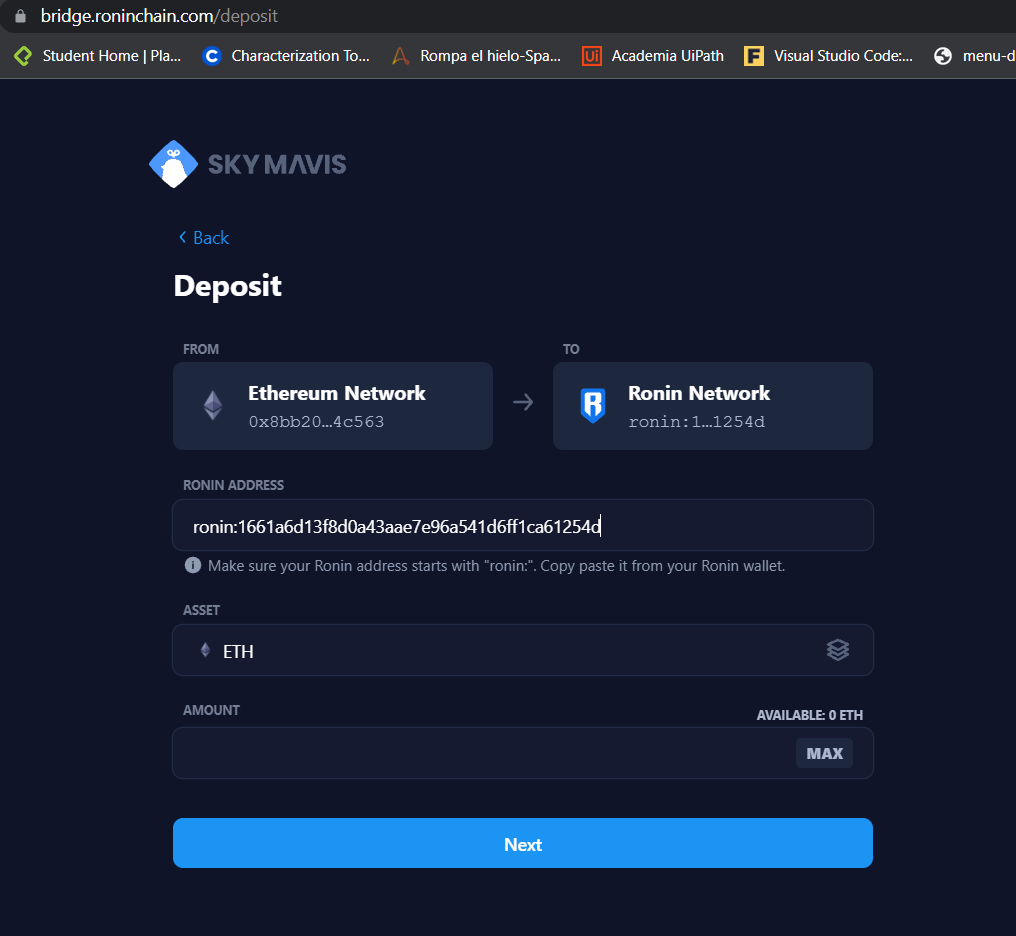 bridge.roninchain.com/deposit
Student Home | Pla... Characterization To... Rompa el hielo-Spa... Ui Academia UiPath F Visual Studio Code:... menu-d
SKY MAVIS
Back
Deposit
FROM TO
Ethereum Network Ronin Network
0x8bb20...4c563 ronin:1...1254d
RONIN ADDRESS
ronin:1661a6d13f8d0a43aae7e96a541d6ff1ca61254d
Make sure your Ronin address starts with "ronin:". Copy paste it from your Ronin wallet.
ASSET
ETH
AMOUNT AVAILABLE: 0 ETH
MAX
Next